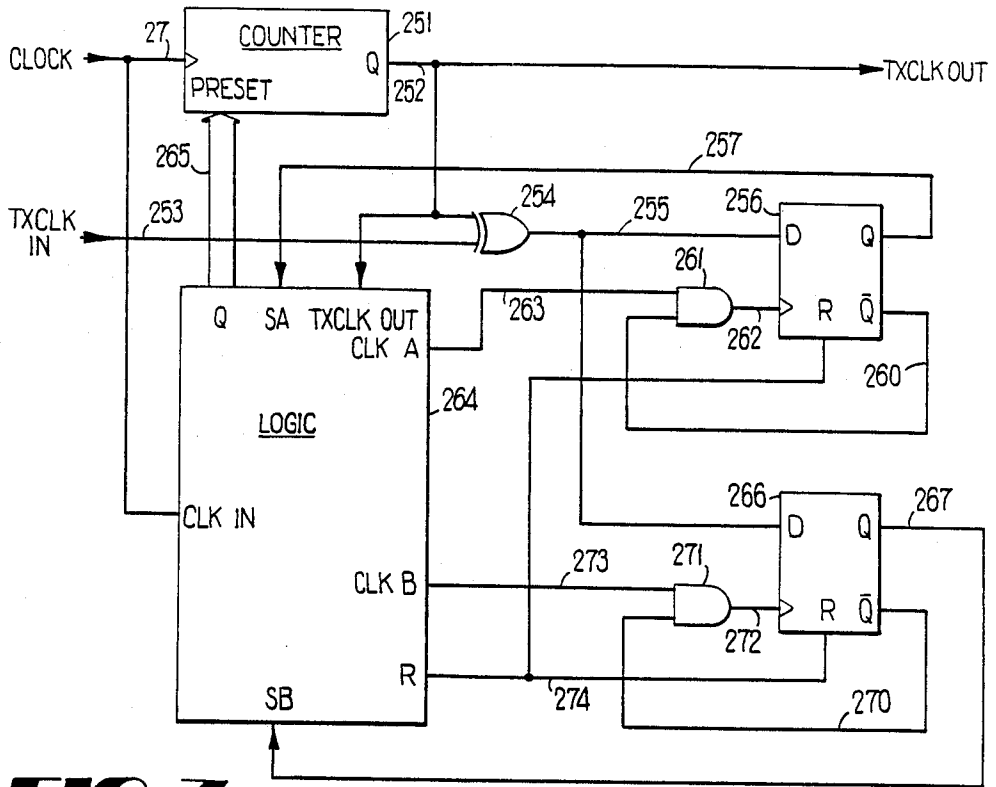 CLOCK
27
COUNTER
251
Q
252
TXCLK OUT
PRESET
265
257
TXCLK
IN
253
254
255
256
D
Q
261
R
Q̅
262
260
Q
SA
TXCLK OUT
263
CLK A
264
LOGIC
CLK IN
266
267
D
Q
273
271
CLK B
R
Q̅
272
R
274
270
SB